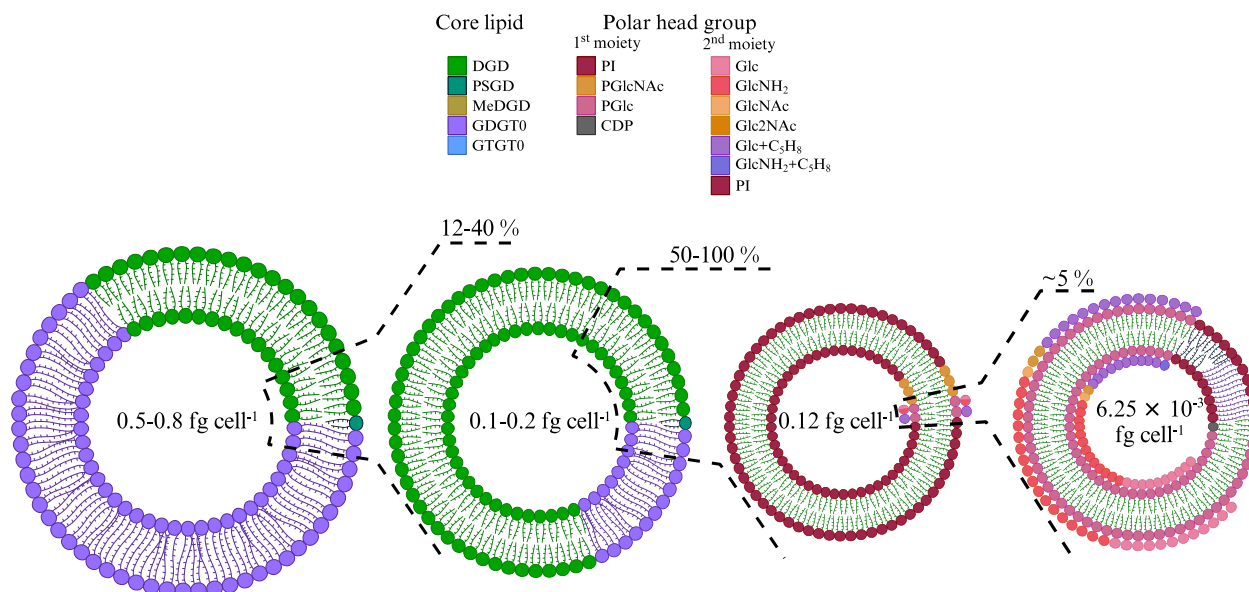 Core lipid
Polar head group
1st moiety
2nd moiety
DGD
PSGD
MeDGD
GDGT0
GTGT0
PI
PGlcNAc
PGlc
CDP
Glc
GlcNH₂
GlcNAc
Glc2NAc
Glc+C₅H₈
GlcNH₂+C₅H₈
PI
12-40 %
50-100%
~5 %
0.5-0.8 fg cell⁻¹
0.1-0.2 fg cell⁻¹
0.12 fg cell⁻¹
6.25 × 10⁻³
fg cell⁻¹